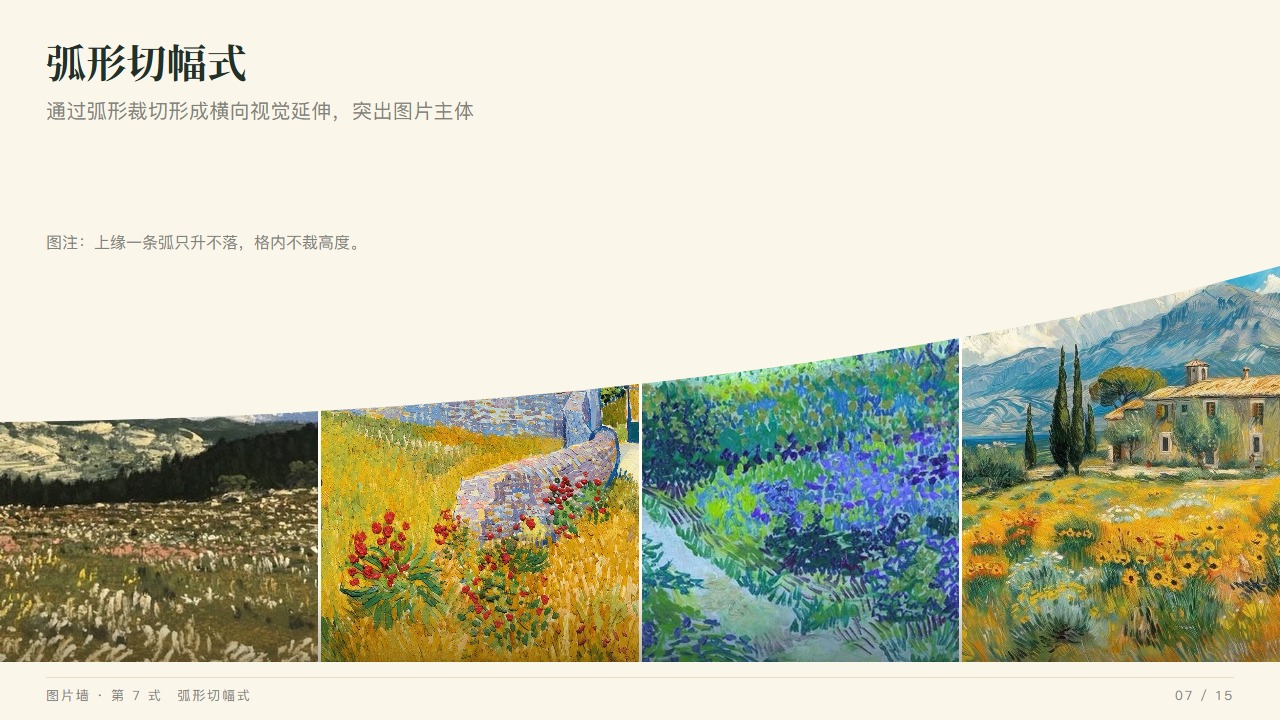 弧形切幅式
通过弧形裁切形成横向视觉延伸，突出图片主体
图注：上缘一条弧只升不落，格内不裁高度。
图片墙 · 第 7 式　弧形切幅式
07 / 15